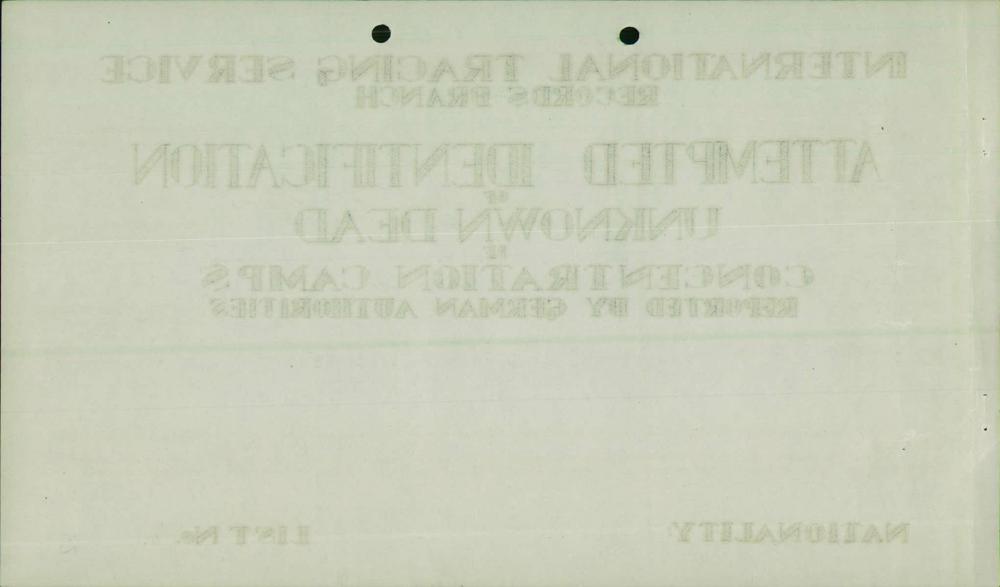 INTERNATIONAL TRACING SERVICE
RECORDS BRANCH
ATTEMPTED IDENTIFICATION
OF
UNKNOWN DEAD
IN
CONCENTRATION CAMPS
REPORTED BY GERMAN AUTHORITIES
NATIONALITY LIST No.